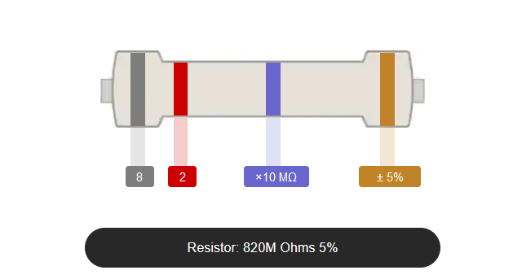 8 2 ×10 MΩ ± 5%
Resistor: 820M Ohms 5%